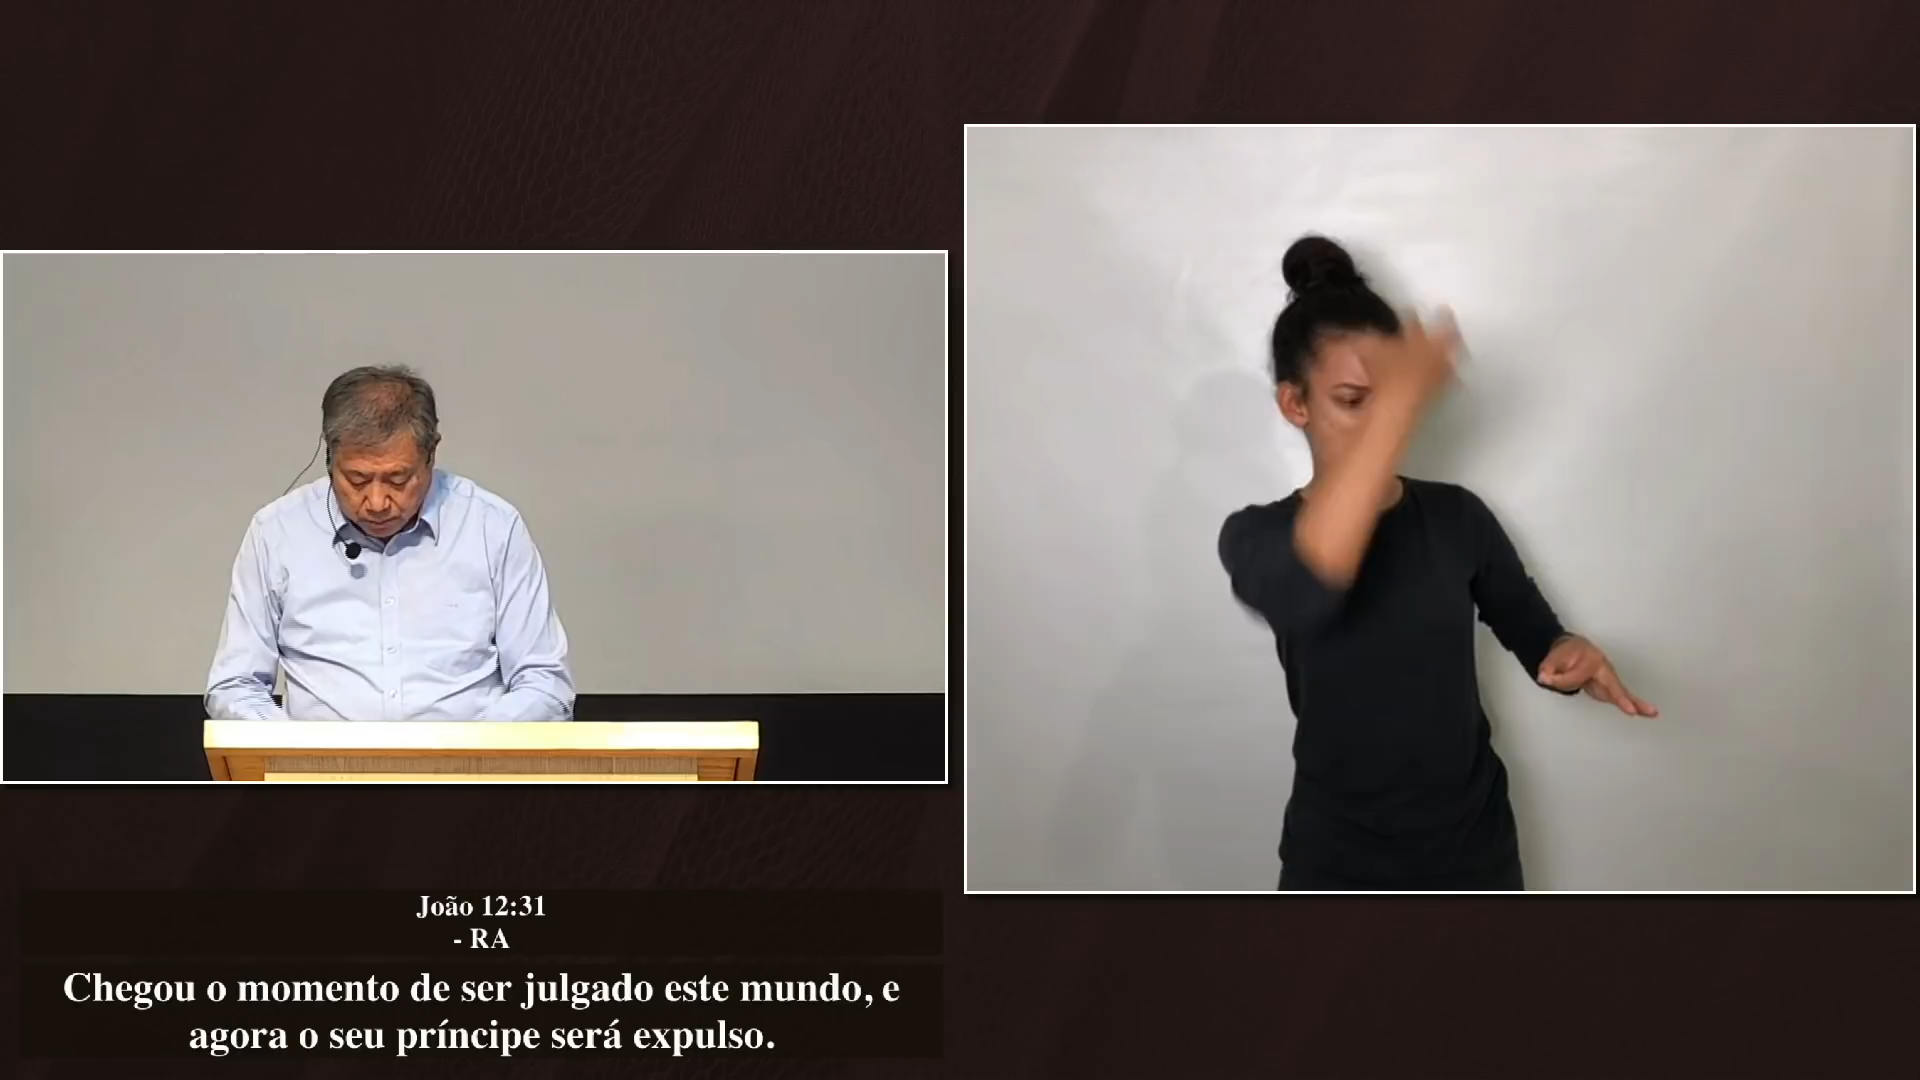 João 12:31
- RA
Chegou o momento de ser julgado este mundo, e
agora o seu príncipe será expulso.